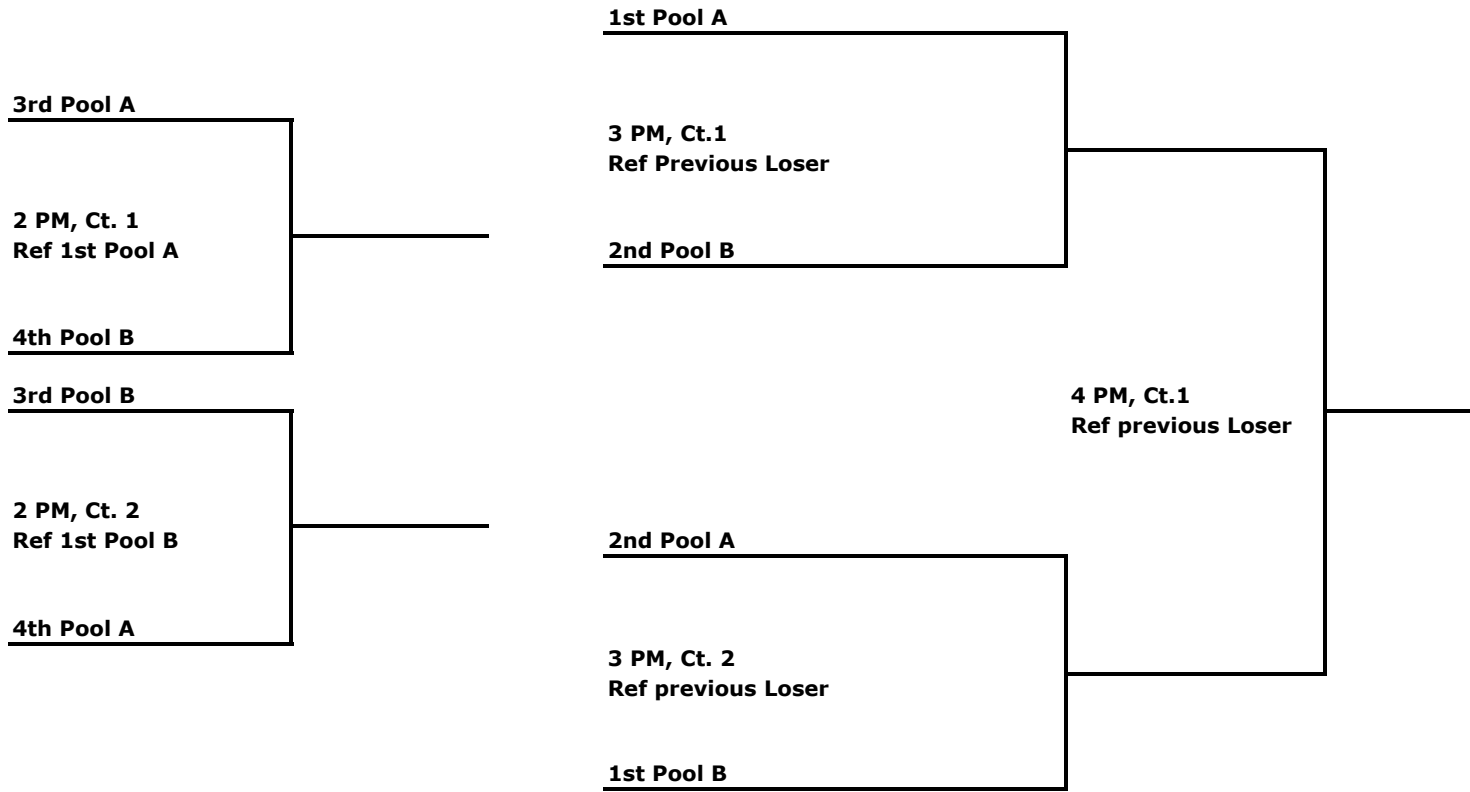 1st Pool A
3rd Pool A
3 PM, Ct.1
Ref Previous Loser
2 PM, Ct. 1
Ref 1st Pool A
2nd Pool B
4th Pool B
3rd Pool B
4 PM, Ct.1
Ref previous Loser
2 PM, Ct. 2
Ref 1st Pool B
2nd Pool A
4th Pool A
3 PM, Ct. 2
Ref previous Loser
1st Pool B